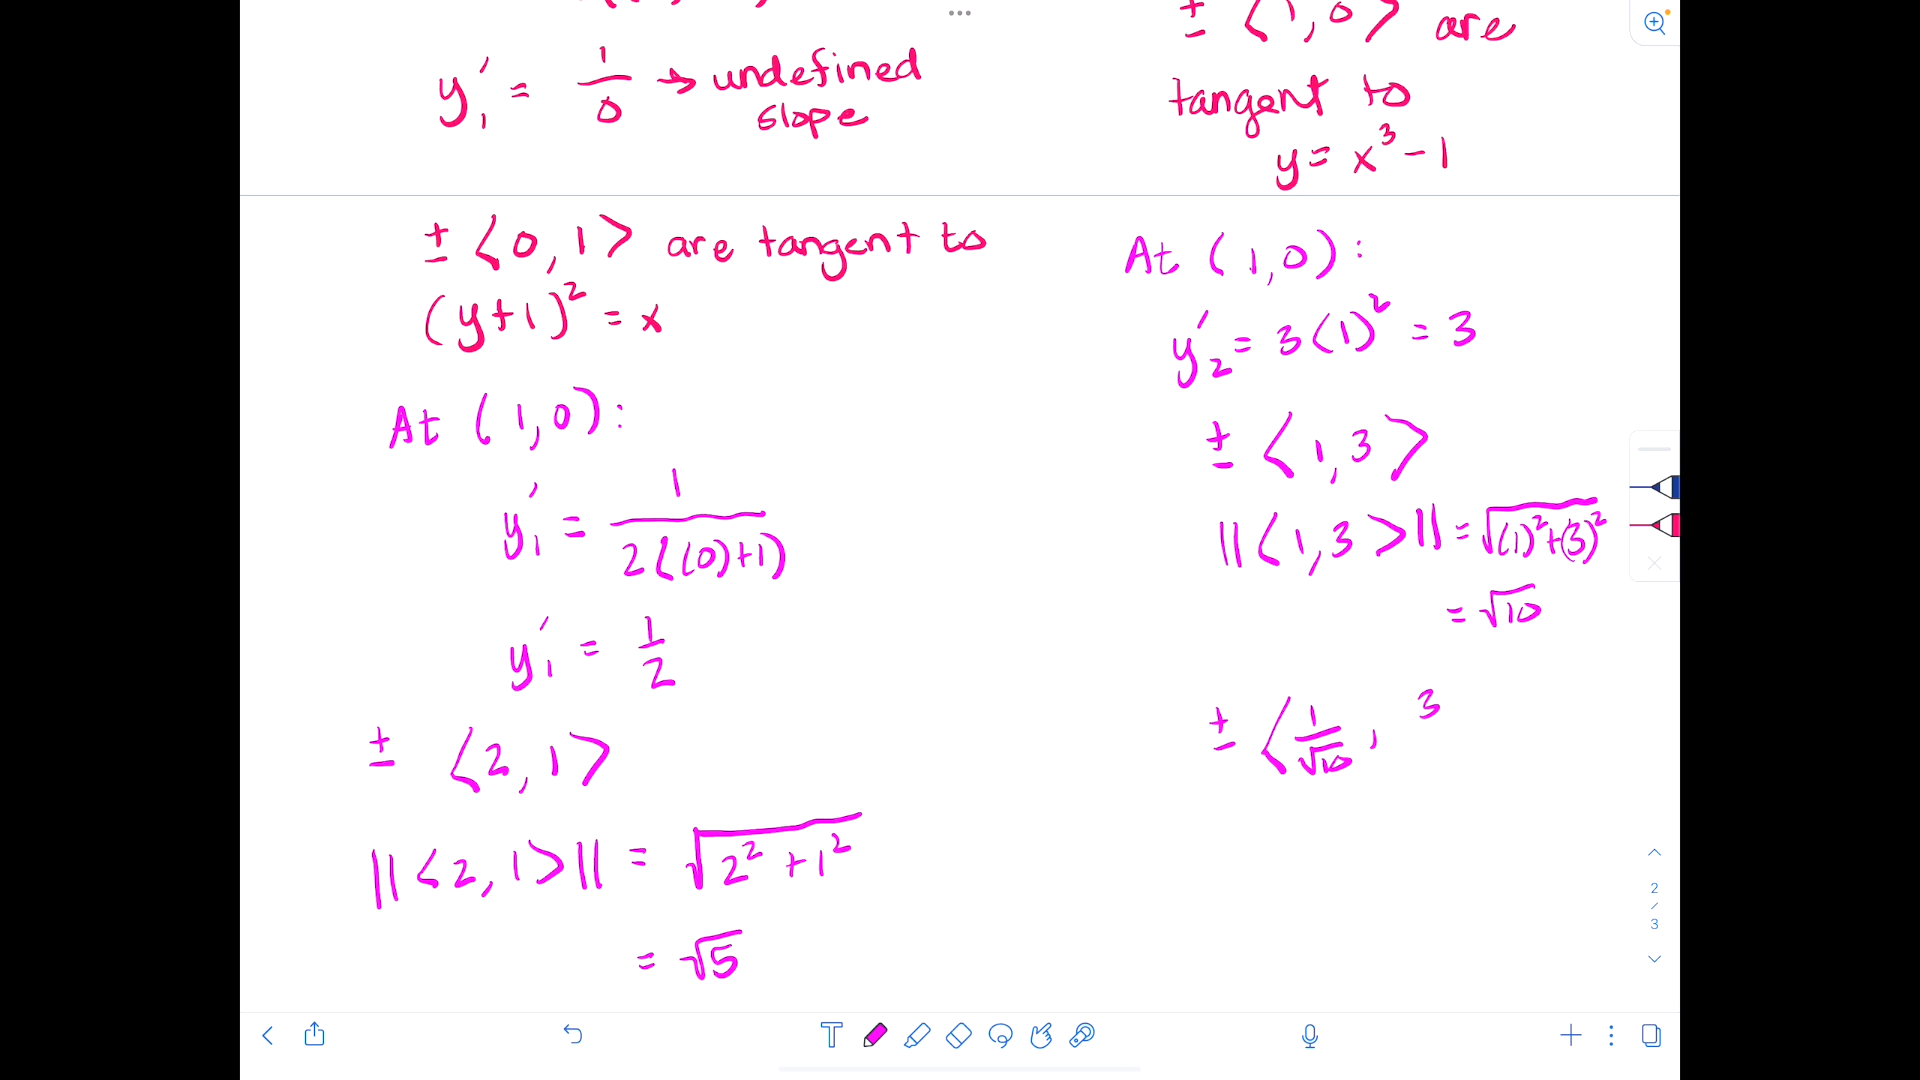 y₁' = 1/0 → undefined
slope
± ⟨1,0⟩ are
tangent to
y = x³ - 1
± ⟨0,1⟩ are tangent to
(y+1)² = x
At (1,0):
y₁' = 1/(2((0)+1))
y₁' = 1/2
± ⟨2,1⟩
||⟨2,1⟩|| = √(2² + 1²)
= √5
At (1,0):
y₂' = 3(1)² = 3
± ⟨1,3⟩
||⟨1,3⟩|| = √((1)²+(3)²)
= √10
± ⟨1/√10, 3
2
/
3
T